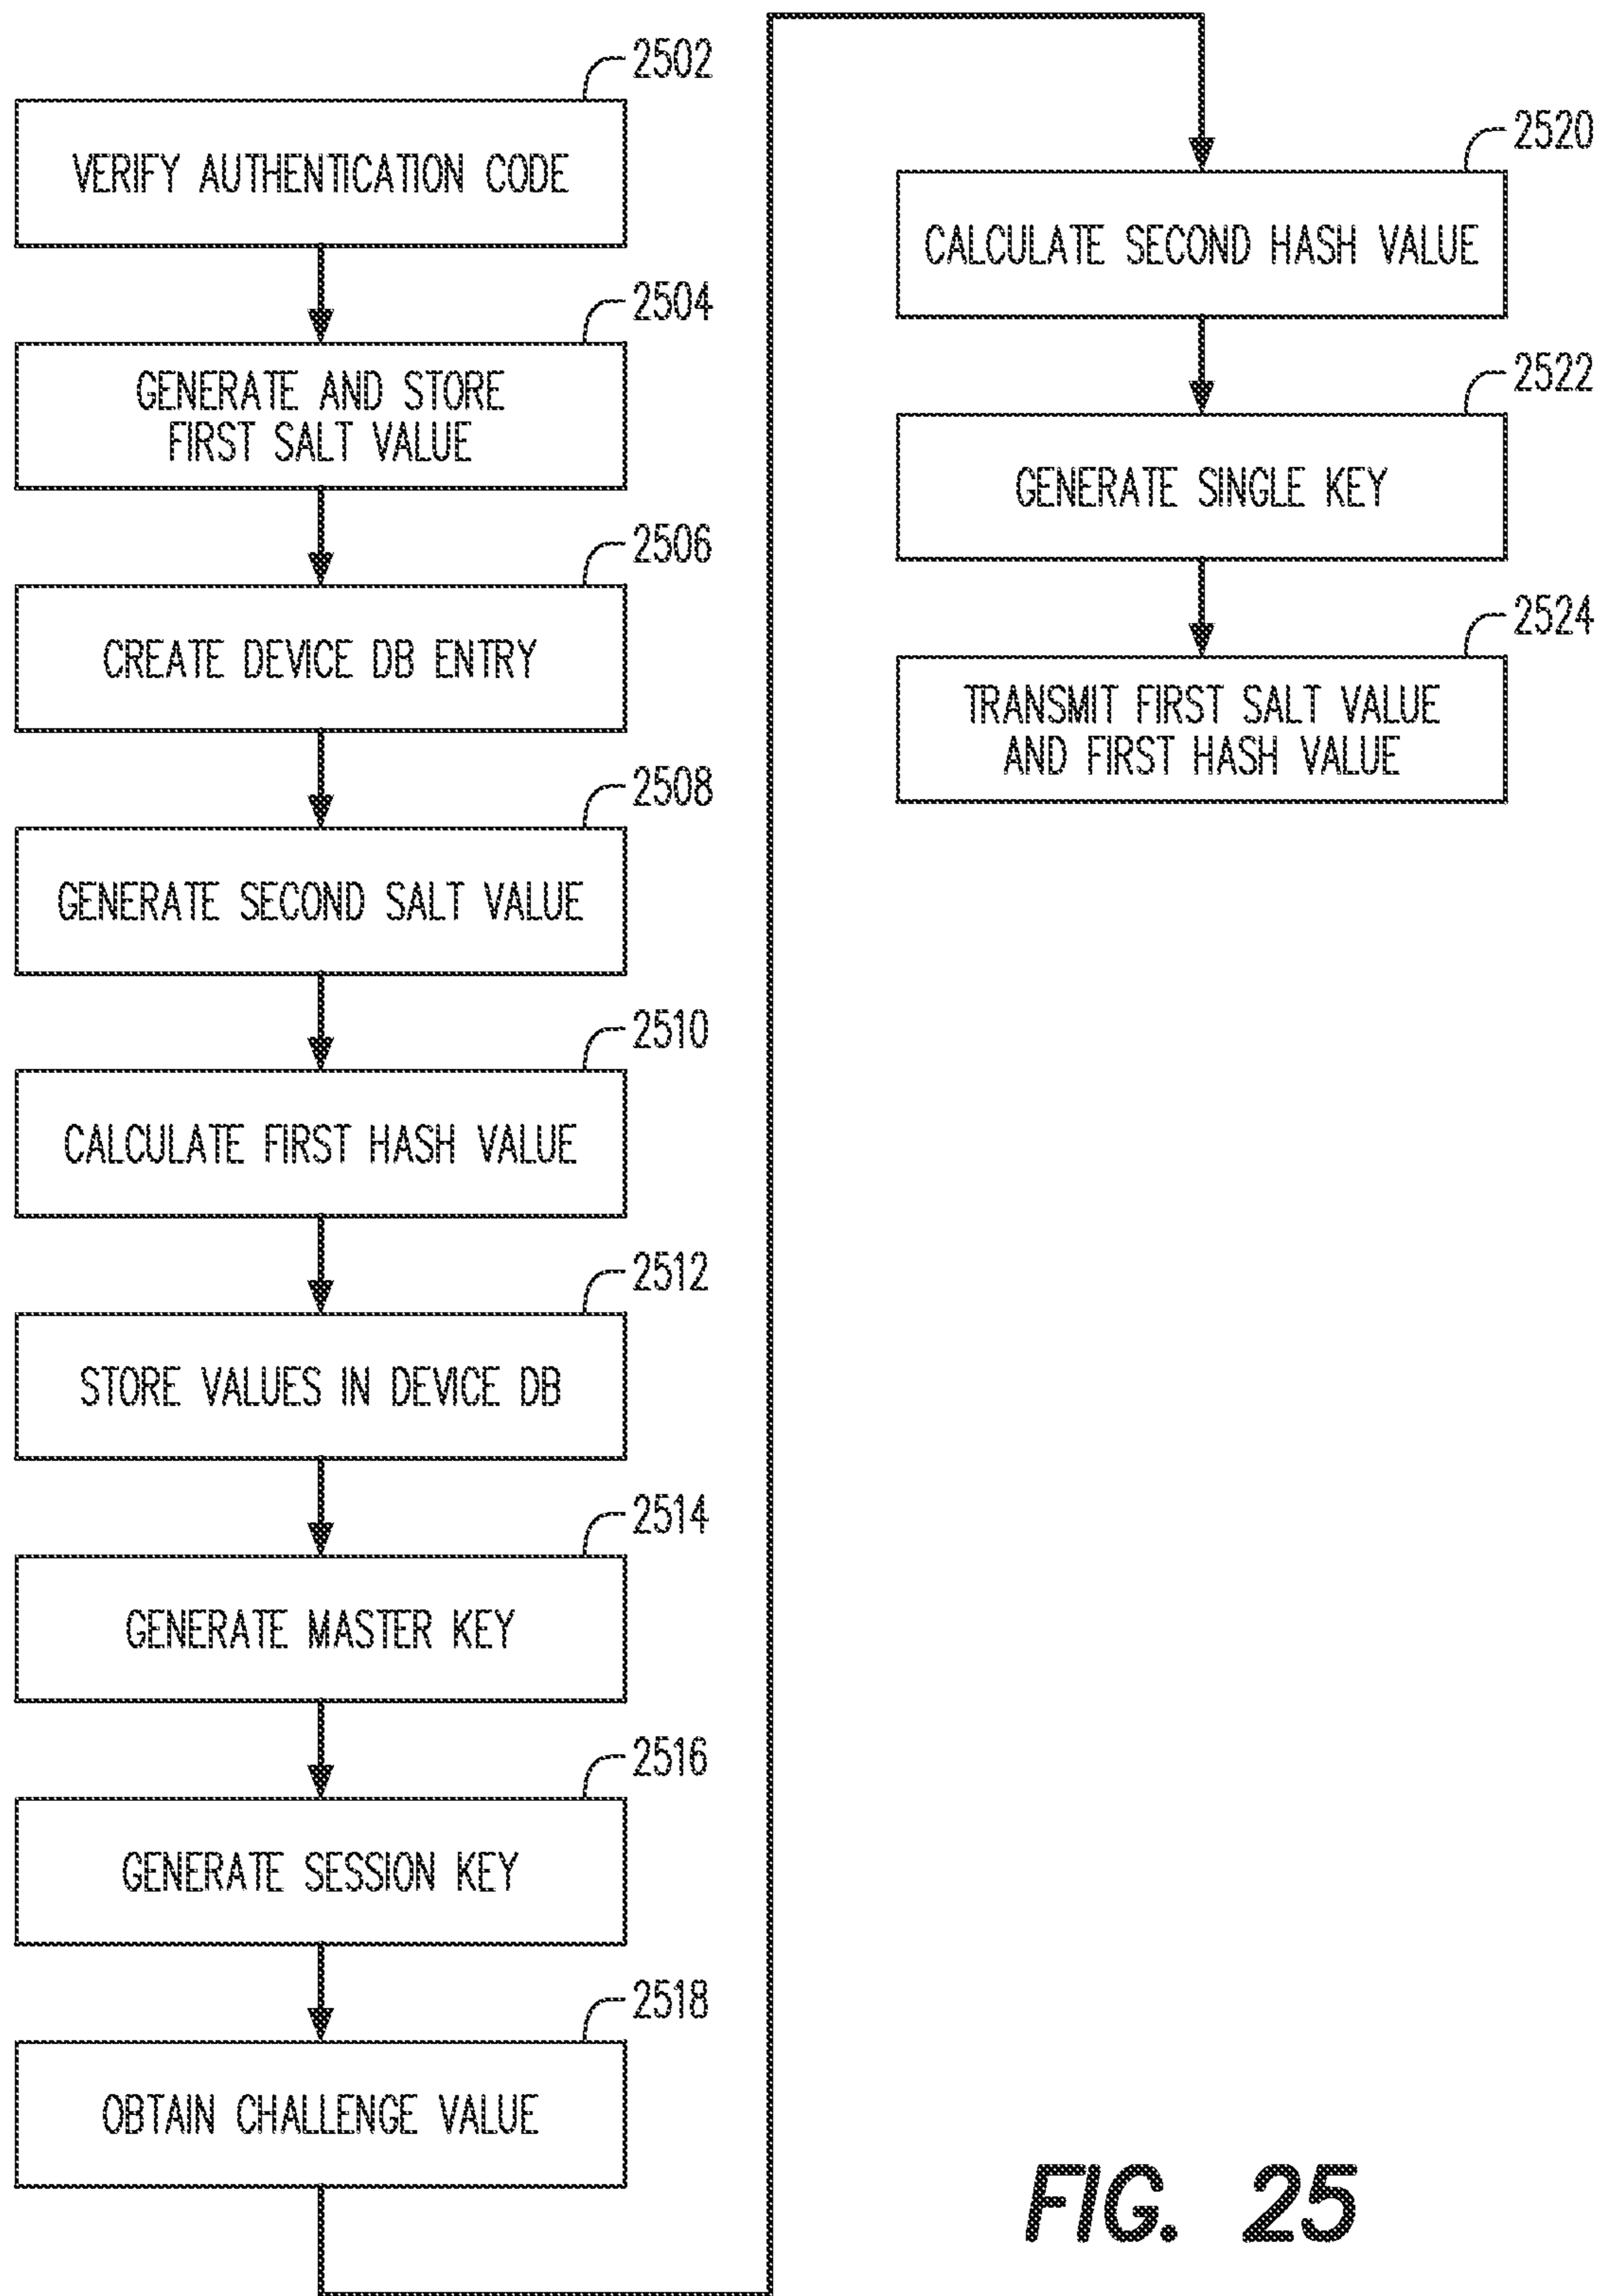 2502
VERIFY AUTHENTICATION CODE
2504
GENERATE AND STORE
FIRST SALT VALUE
2506
CREATE DEVICE DB ENTRY
2508
GENERATE SECOND SALT VALUE
2510
CALCULATE FIRST HASH VALUE
2512
STORE VALUES IN DEVICE DB
2514
GENERATE MASTER KEY
2516
GENERATE SESSION KEY
2518
OBTAIN CHALLENGE VALUE
2520
CALCULATE SECOND HASH VALUE
2522
GENERATE SINGLE KEY
2524
TRANSMIT FIRST SALT VALUE
AND FIRST HASH VALUE
FIG. 25